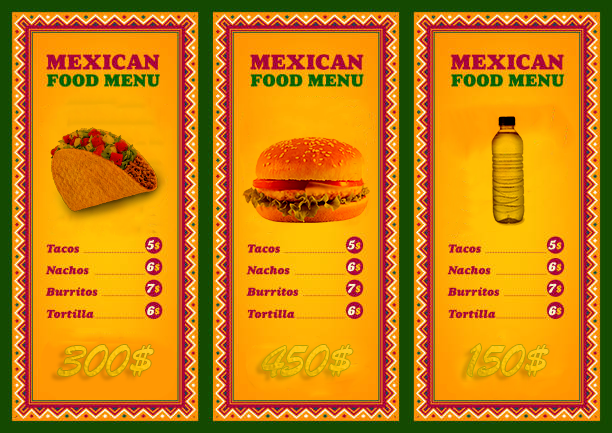 MEXICAN
FOOD MENU
Tacos 5$
Nachos 6$
Burritos 7$
Tortilla 6$
300$
MEXICAN
FOOD MENU
Tacos 5$
Nachos 6$
Burritos 7$
Tortilla 6$
450$
MEXICAN
FOOD MENU
Tacos 5$
Nachos 6$
Burritos 7$
Tortilla 6$
150$